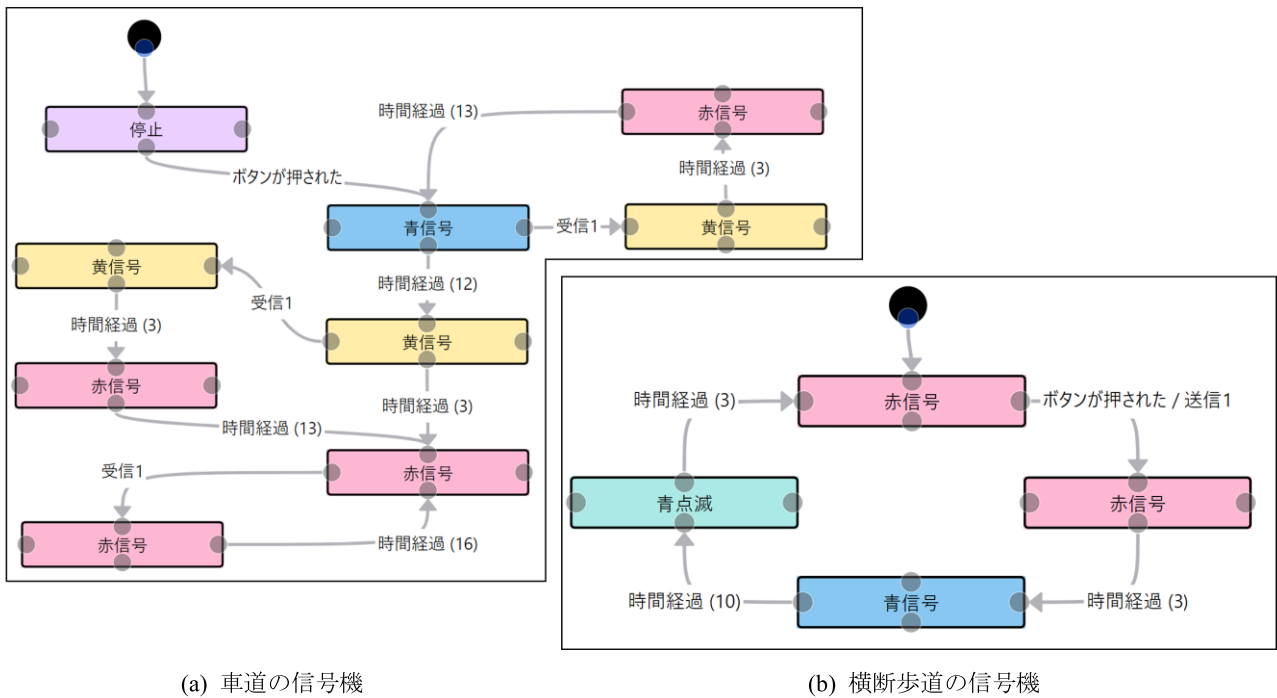 停止
ボタンが押された
時間経過 (13)
赤信号
時間経過 (3)
青信号
受信1
黄信号
黄信号
時間経過 (12)
受信1
時間経過 (3)
黄信号
赤信号
時間経過 (3)
時間経過 (13)
受信1
赤信号
赤信号
時間経過 (16)
赤信号
時間経過 (3)
ボタンが押された / 送信1
青点滅
赤信号
時間経過 (10)
青信号
時間経過 (3)
(a) 車道の信号機
(b) 横断歩道の信号機